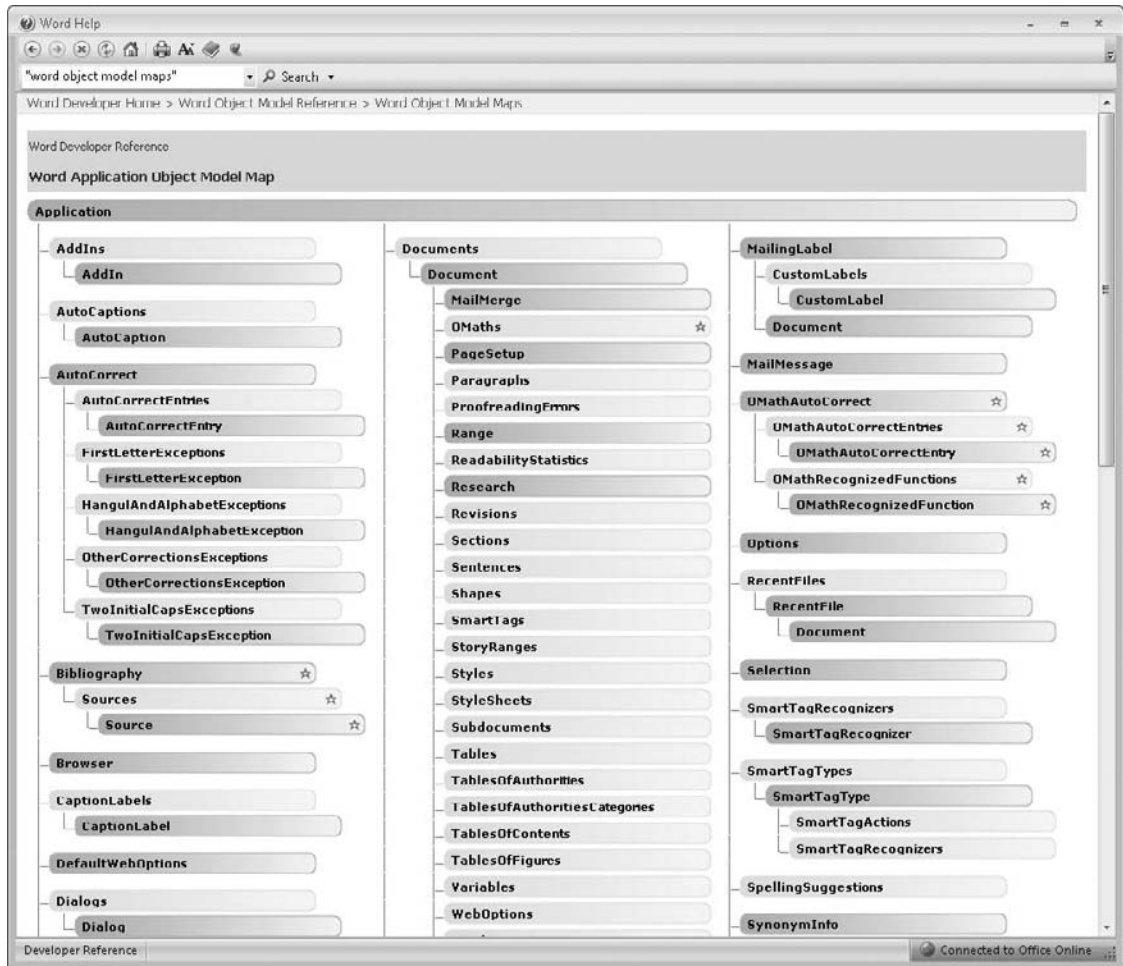 Word Help
"word object model maps"
Search
Word Developer Home > Word Object Model Reference > Word Object Model Maps
Word Developer Reference
Word Application Object Model Map
Application
AddIns
AddIn
AutoCaptions
AutoCaption
AutoCorrect
AutoCorrectEntries
AutoCorrectEntry
FirstLetterExceptions
FirstLetterException
HangulAndAlphabetExceptions
HangulAndAlphabetException
OtherCorrectionsExceptions
OtherCorrectionsException
TwoInitialCapsExceptions
TwoInitialCapsException
Bibliography
Sources
Source
Browser
CaptionLabels
CaptionLabel
DefaultWebOptions
Dialogs
Dialog
Documents
Document
MailMerge
OMaths
PageSetup
Paragraphs
ProofreadingErrors
Range
ReadabilityStatistics
Research
Revisions
Sections
Sentences
Shapes
SmartTags
StoryRanges
Styles
StyleSheets
Subdocuments
Tables
TablesOfAuthorities
TablesOfAuthoritiesCategories
TablesOfContents
TablesOfFigures
Variables
WebOptions
MailingLabel
CustomLabels
CustomLabel
Document
MailMessage
OMathAutoCorrect
OMathAutoCorrectEntries
OMathAutoCorrectEntry
OMathRecognizedFunctions
OMathRecognizedFunction
Options
RecentFiles
RecentFile
Document
Selection
SmartTagRecognizers
SmartTagRecognizer
SmartTagTypes
SmartTagType
SmartTagActions
SmartTagRecognizers
SpellingSuggestions
SynonymInfo
Developer Reference
Connected to Office Online